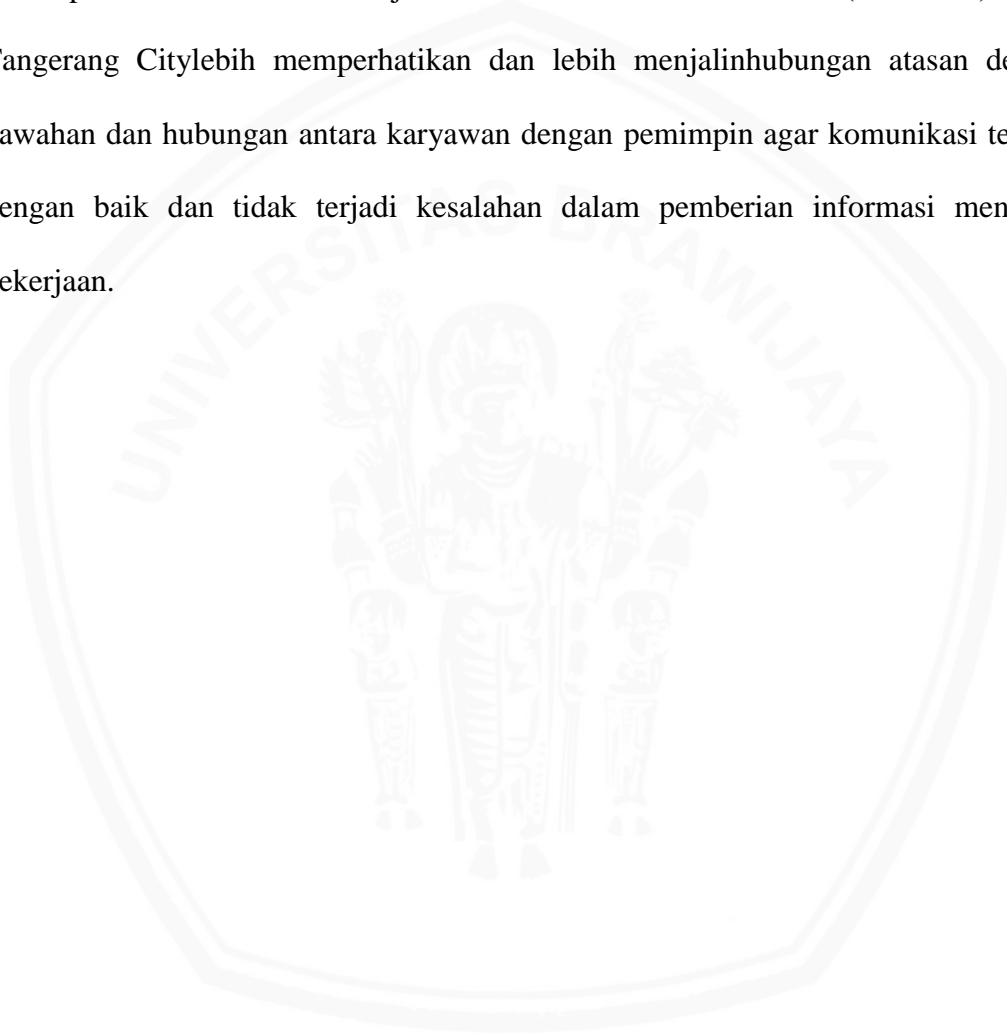 Tangerang Citylebih memperhatikan dan lebih menjalinhubungan atasan de
awahan dan hubungan antara karyawan dengan pemimpin agar komunikasi te
engan baik dan tidak terjadi kesalahan dalam pemberian informasi men
ekerjaan.
UNIVERSITAS BRAWIJAYA